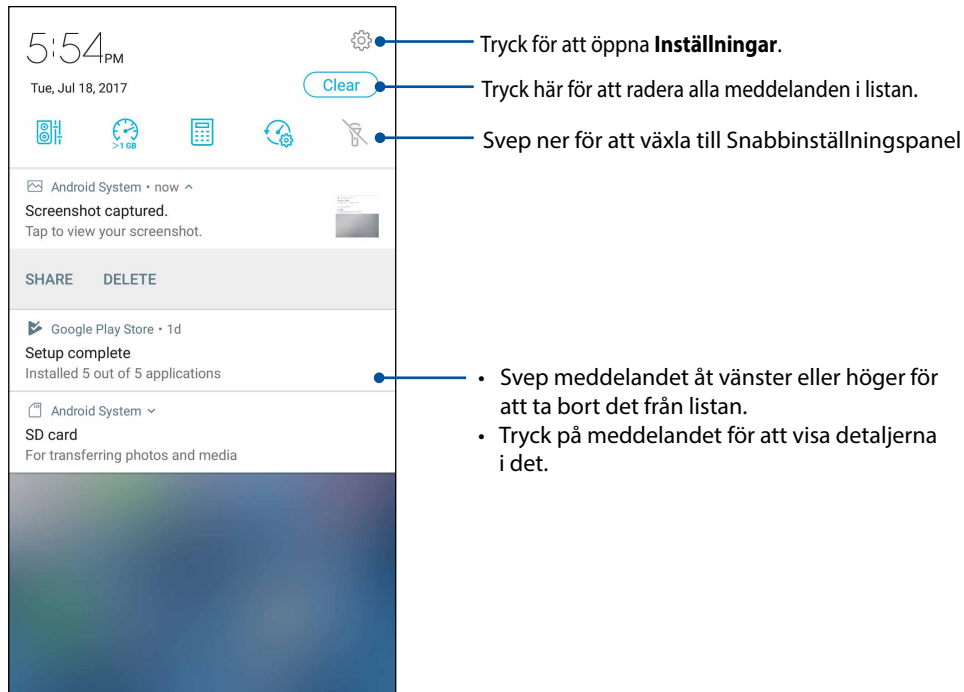 5:54PM
Tryck för att öppna Inställningar.
Tue, Jul 18, 2017
Clear
Tryck här för att radera alla meddelanden i listan.
>1 GB
Svep ner för att växla till Snabbinställningspanel
Android System • now
Screenshot captured.
Tap to view your screenshot.
SHARE DELETE
Google Play Store • 1d
Setup complete
Installed 5 out of 5 applications
• Svep meddelandet åt vänster eller höger för
att ta bort det från listan.
• Tryck på meddelandet för att visa detaljerna
i det.
Android System
SD card
For transferring photos and media